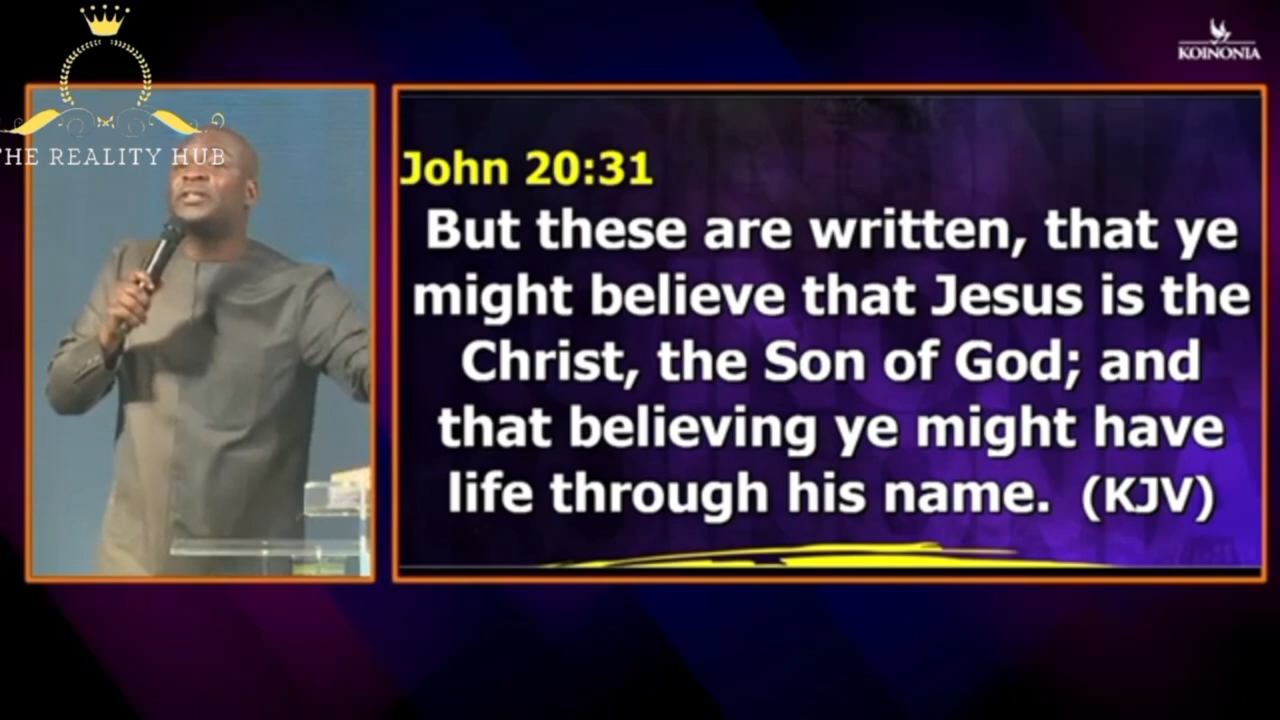 KOINONIA
THE REALITY HUB
John 20:31
But these are written, that ye
might believe that Jesus is the
Christ, the Son of God; and
that believing ye might have
life through his name. (KJV)